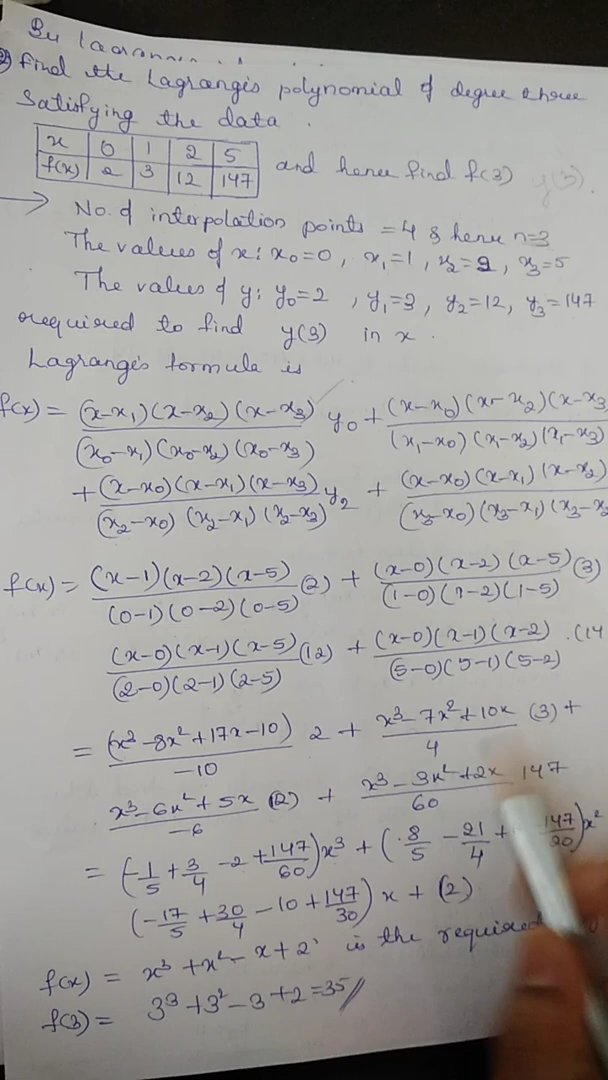 By
2) Find the Lagrangis polynomial of degree three
satisfying the data.
x 0 1 2 5
f(x) 2 3 12 147 and hence find f(3) y(3).
→ No. of interpolation points = 4 & hence n=3
The values of x: x₀=0, x₁=1, x₂=2, x₃=5
The values of y: y₀=2, y₁=3, y₂=12, y₃=147
required to find y(3) in x.
Lagrangis formula is
f(x) = (x-x₁)(x-x₂)(x-x₃)/(x₀-x₁)(x₀-x₂)(x₀-x₃) y₀ + (x-x₀)(x-x₂)(x-x₃/(x₁-x₀)(x₁-x₂)(x₁-x₃)
+ (x-x₀)(x-x₁)(x-x₃)/(x₂-x₀)(x₂-x₁)(x₂-x₃) y₂ + (x-x₀)(x-x₁)(x-x₂)/(x₃-x₀)(x₃-x₁)(x₃-x₂
f(x) = (x-1)(x-2)(x-5)/(0-1)(0-2)(0-5) (2) + (x-0)(x-2)(x-5)/(1-0)(1-2)(1-5) (3)
(x-0)(x-1)(x-5)/(2-0)(2-1)(2-5) (12) + (x-0)(x-1)(x-2)/(5-0)(5-1)(5-2) .(14
= (x³-8x²+17x-10)/-10 2 + x³-7x²+10x/4 (3) +
x³-6x²+5x/-6 (12) + x³-3x²+2x/60 147
= (-1/5 + 3/4 -2 + 147/60)x³ + (8/5 - 21/4 + 147/20)x²
(-17/5 + 30/4 - 10 + 147/30) x + (2)
f(x) = x³+x²-x+2 is the required
f(3) = 3³+3²-3+2=35//